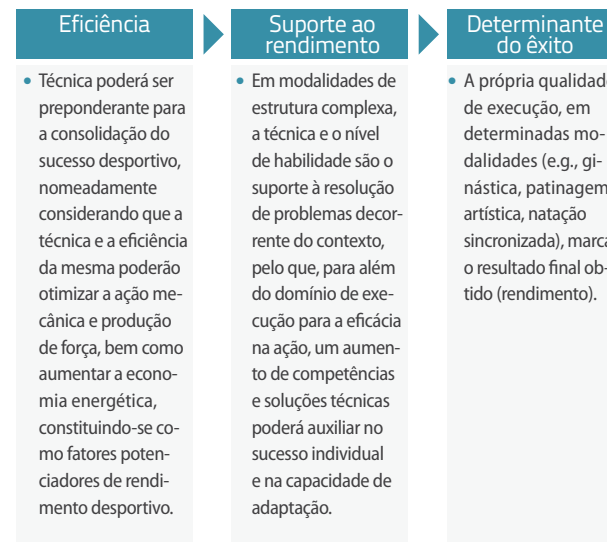 Eficiência
• Técnica poderá ser
preponderante para
a consolidação do
sucesso desportivo,
nomeadamente
considerando que a
técnica e a eficiência
da mesma poderão
otimizar a ação me-
cânica e produção
de força, bem como
aumentar a econo-
mia energética,
constituindo-se co-
mo fatores poten-
ciadores de rendi-
mento desportivo.
Suporte ao
rendimento
• Em modalidades de
estrutura complexa,
a técnica e o nível
de habilidade são o
suporte à resolução
de problemas decor-
rente do contexto,
pelo que, para além
do domínio de exe-
cução para a eficácia
na ação, um aumen-
to de competências
e soluções técnicas
poderá auxiliar no
sucesso individual
e na capacidade de
adaptação.
Determinante
do êxito
• A própria qualidade
de execução, em
determinadas mo-
dalidades (e.g., gi-
nástica, patinagem
artística, natação
sincronizada), marca
o resultado final ob-
tido (rendimento).